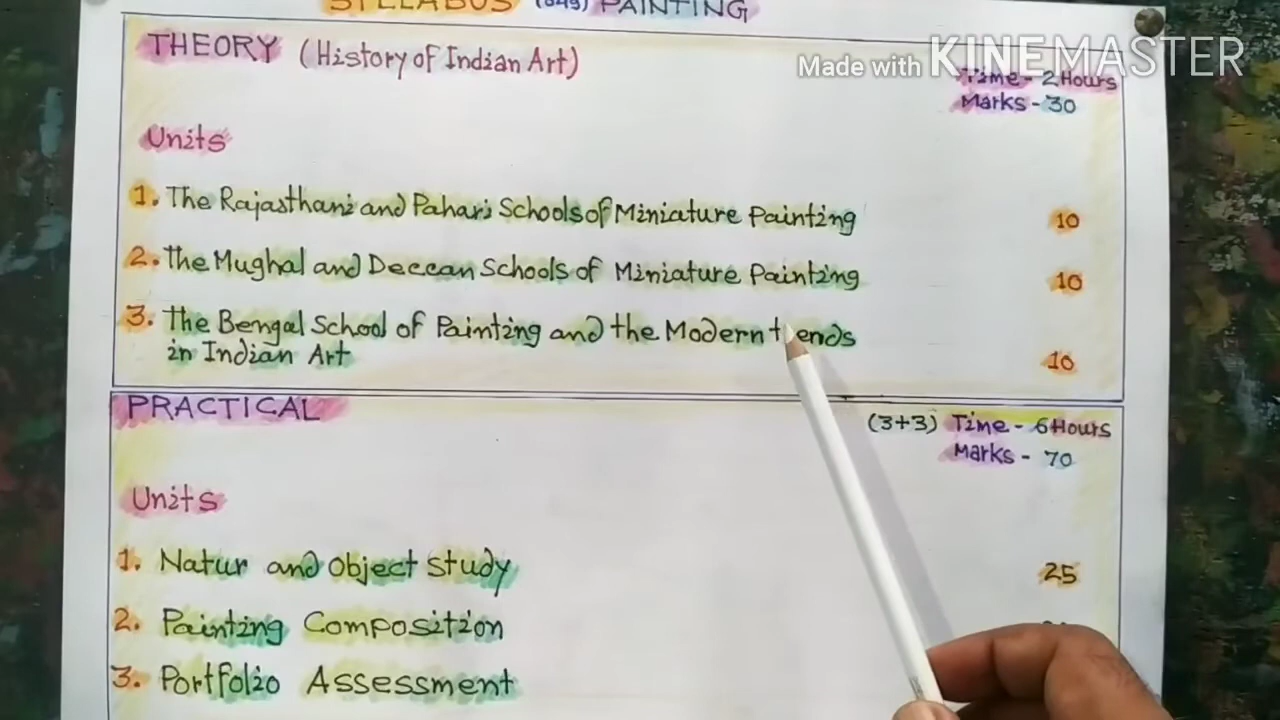 SYLLABUS (049) PAINTING
Made with KINEMASTER
THEORY (History of Indian Art)
Time - 2 Hours
Marks - 30
Units
1. The Rajasthani and Pahari Schools of Miniature Painting 10
2. The Mughal and Deccan Schools of Miniature Painting 10
3. The Bengal School of Painting and the Modern t ends
in Indian Art 10
PRACTICAL (3+3) Time - 6 Hours
Marks - 70
Units
1. Natur and Object study 25
2. Painting Composition
3. Portfolio Assessment